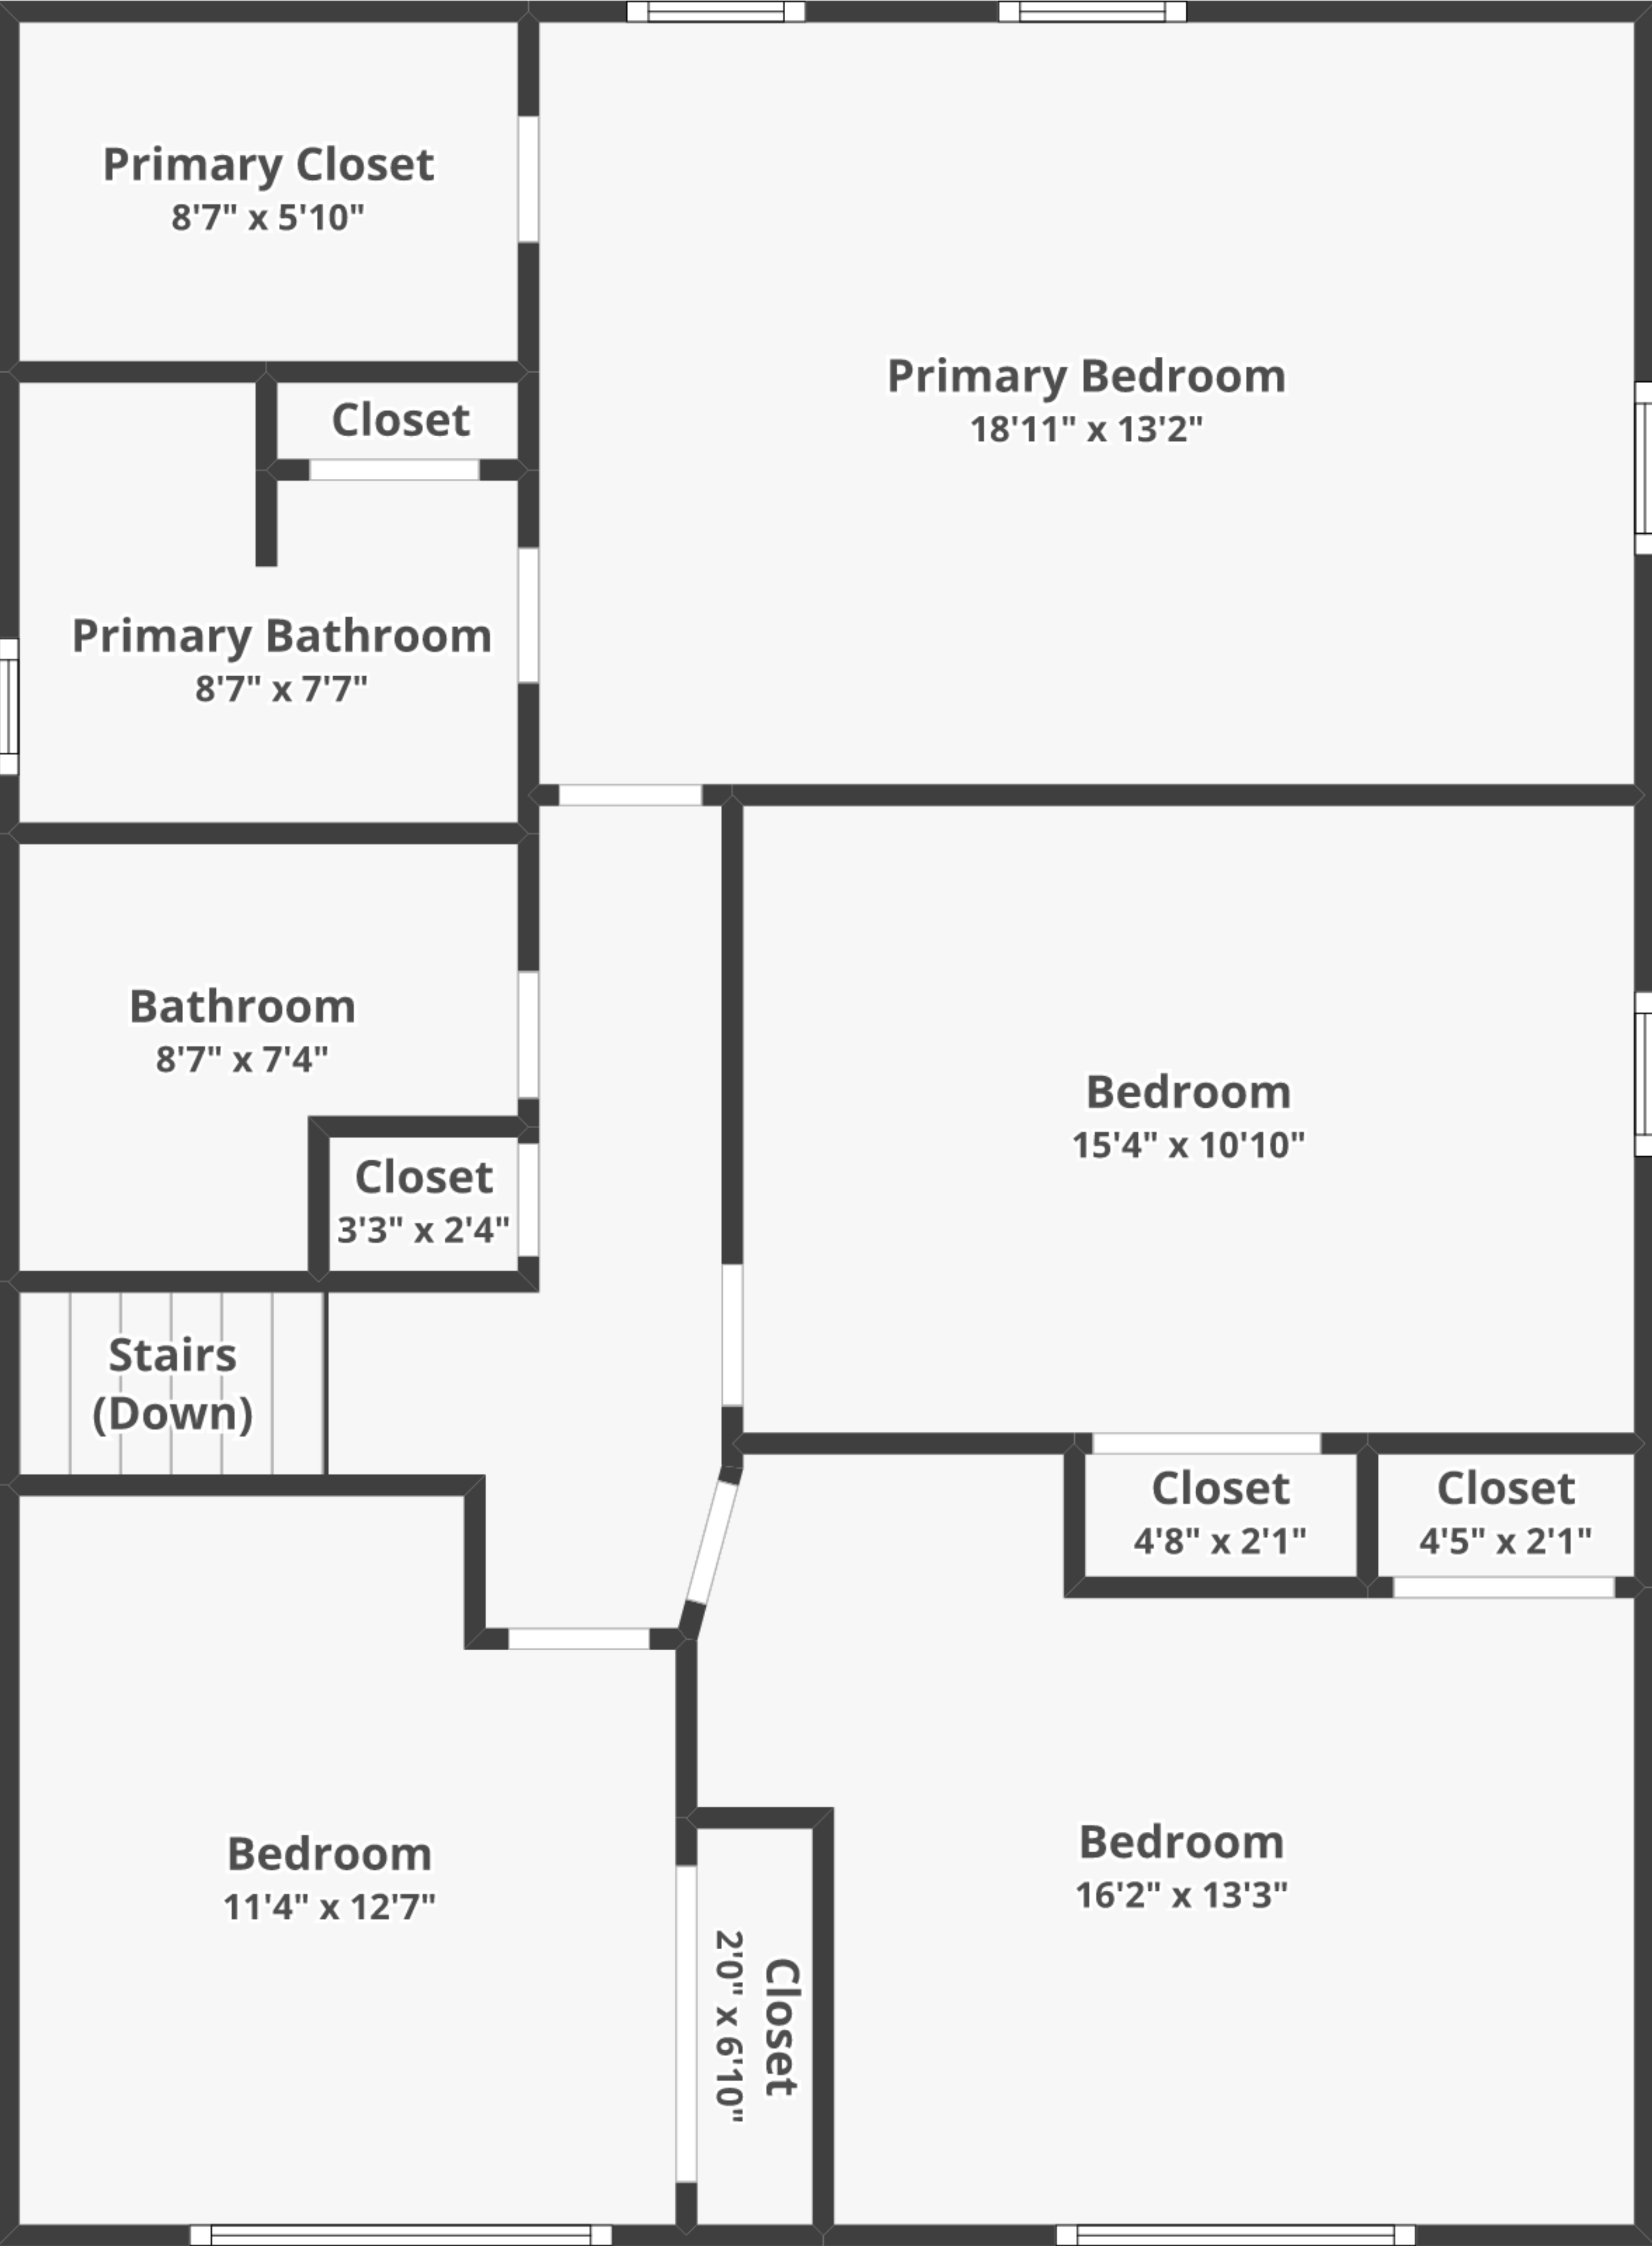 Primary Closet
8'7" x 5'10"
Primary Bedroom
18'11" x 13'2"
Closet
Primary Bathroom
8'7" x 7'7"
Bathroom
8'7" x 7'4"
Bedroom
15'4" x 10'10"
Closet
3'3" x 2'4"
Stairs
(Down)
Closet
4'8" x 2'1"
Closet
4'5" x 2'1"
Bedroom
11'4" x 12'7"
Bedroom
16'2" x 13'3"
Closet
2'0" x 6'10"